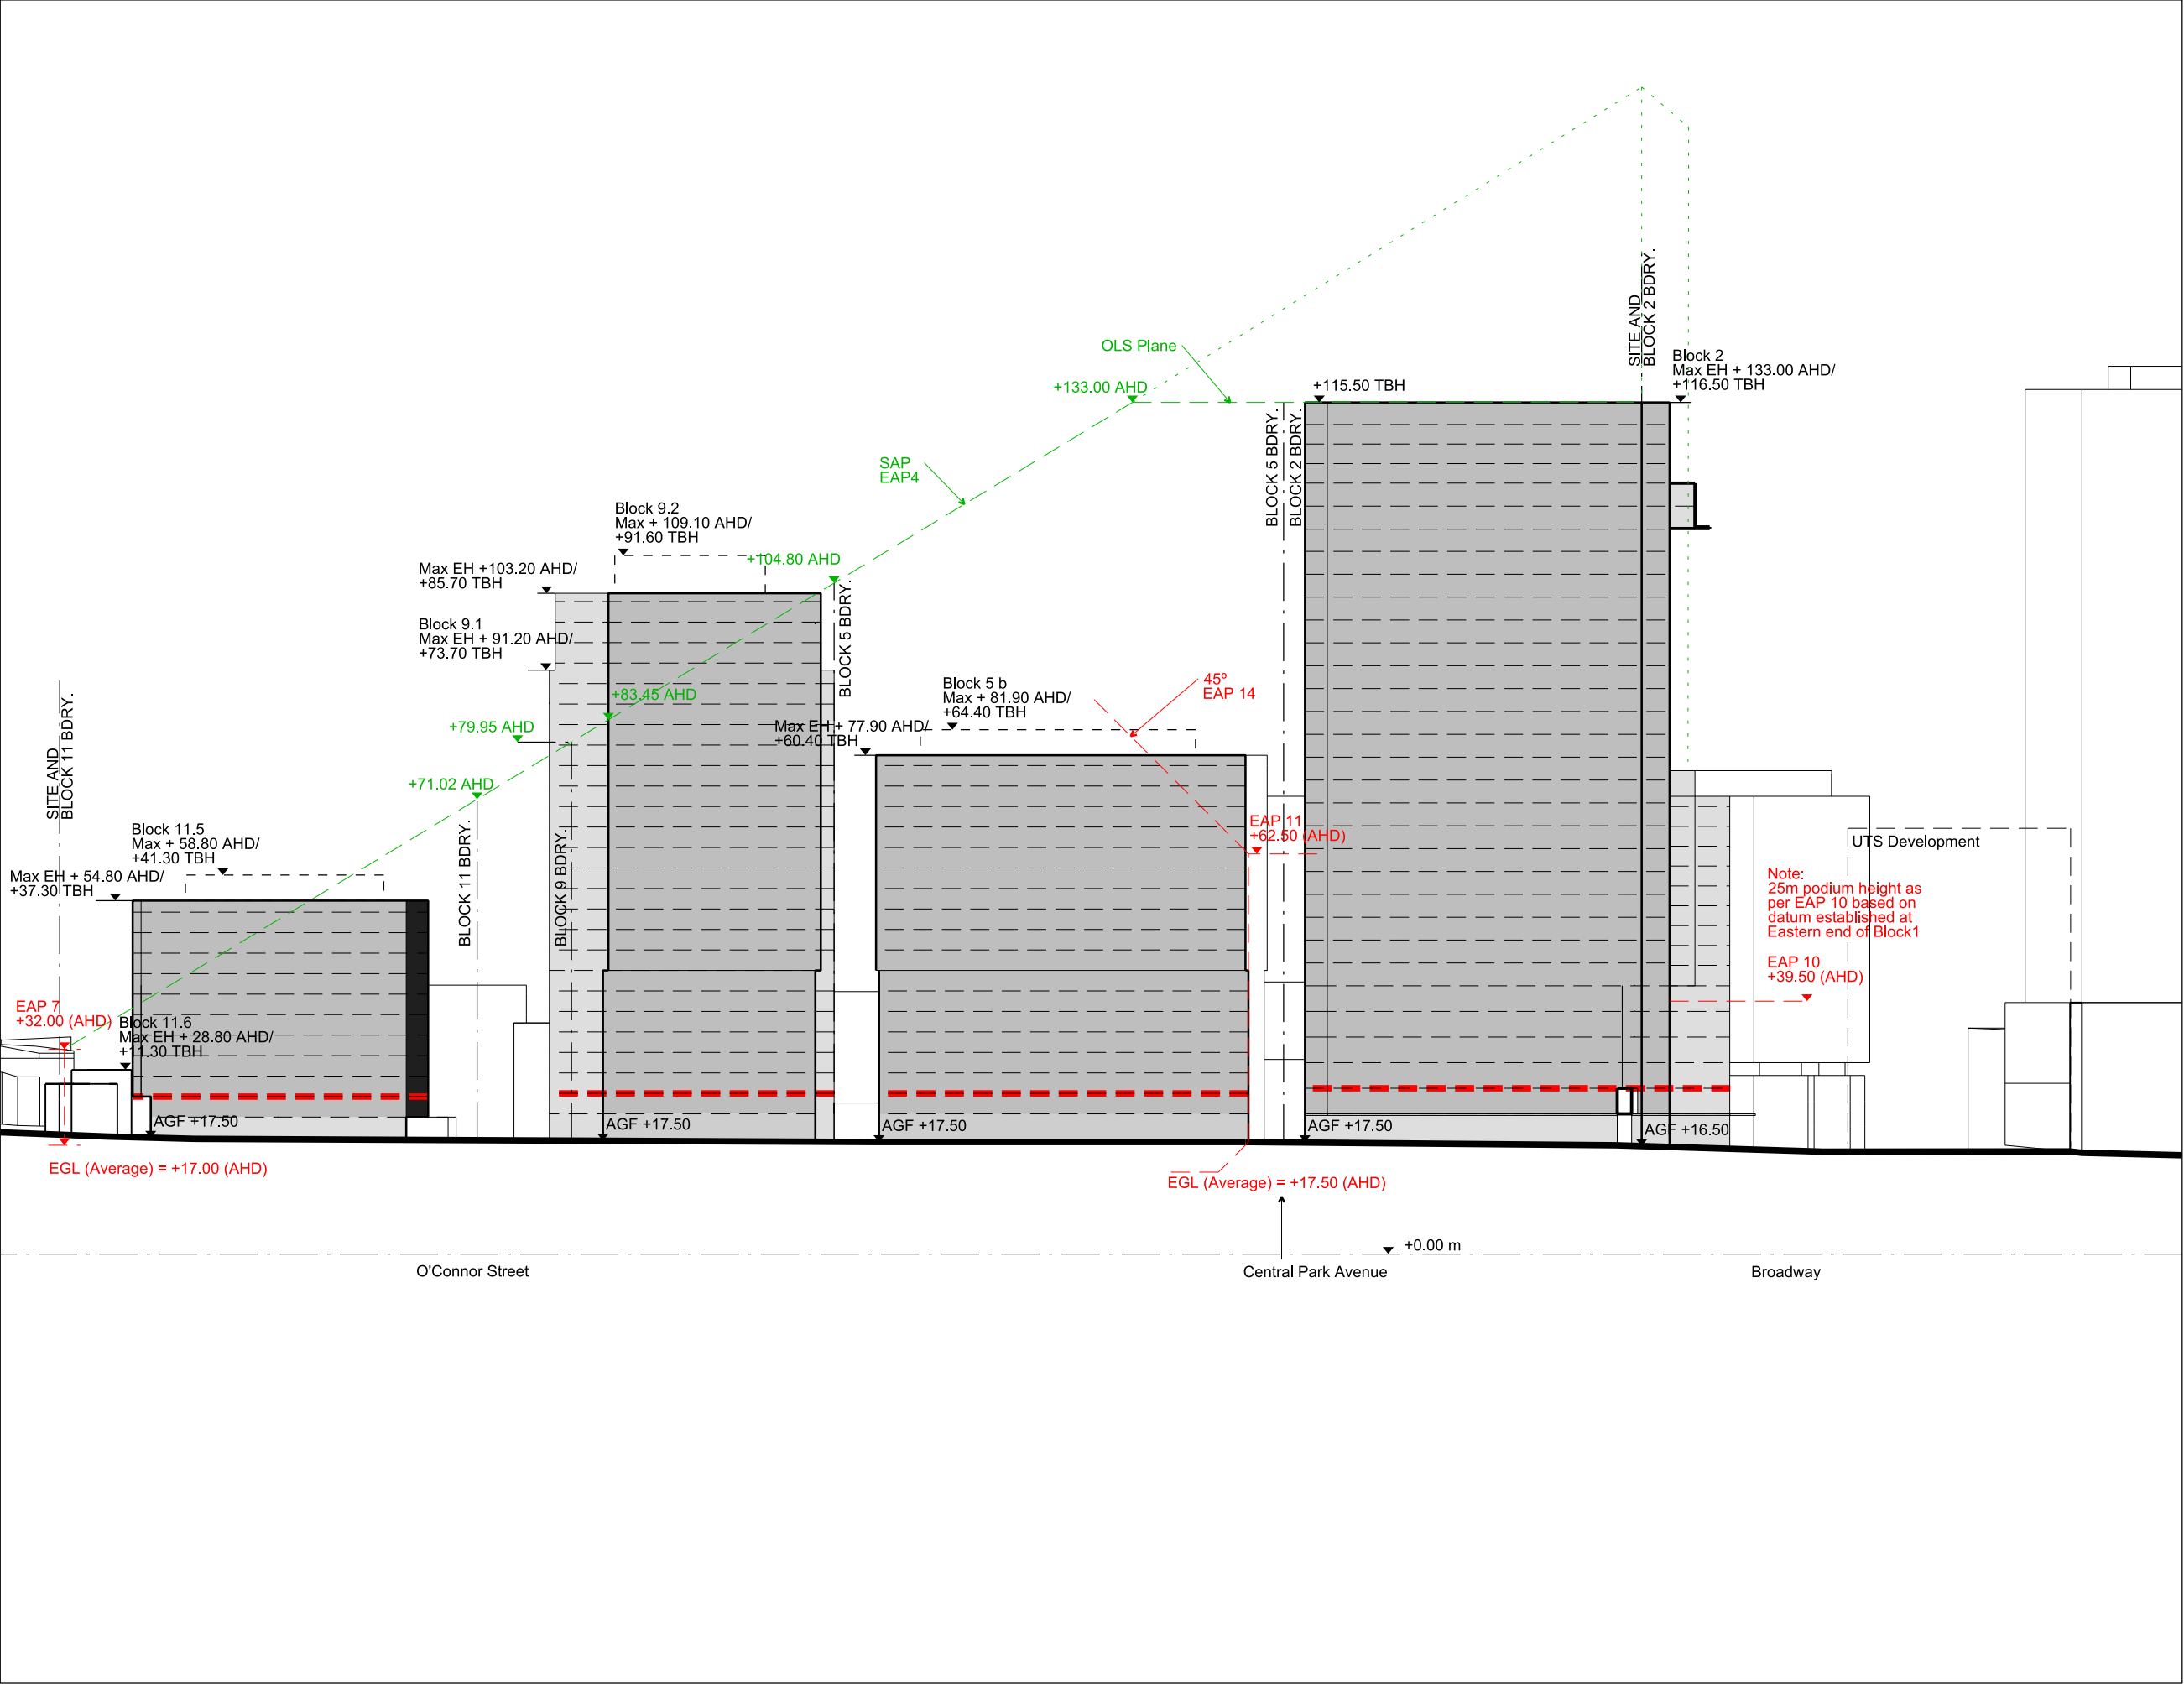 SITE AND
BLOCK 2 BDRY.
OLS Plane
Block 2
Max EH + 133.00 AHD/
+116.50 TBH
+133.00 AHD
+115.50 TBH
BLOCK 5 BDRY.
BLOCK 2 BDRY.
SAP
EAP4
Block 9.2
Max + 109.10 AHD/
+91.60 TBH
+104.80 AHD
Max EH +103.20 AHD/
+85.70 TBH
BLOCK 5 BDRY.
Block 9.1
Max EH + 91.20 AHD/
+73.70 TBH
+83.45 AHD
Block 5 b
Max + 81.90 AHD/
+64.40 TBH
45º
EAP 14
+79.95 AHD
Max EH + 77.90 AHD/
+60.40 TBH
SITE AND
BLOCK 11 BDRY.
+71.02 AHD
BLOCK 11 BDRY.
BLOCK 9 BDRY.
EAP 11
+62.50 (AHD)
Block 11.5
Max + 58.80 AHD/
+41.30 TBH
UTS Development
Max EH + 54.80 AHD/
+37.30 TBH
Note:
25m podium height as
per EAP 10 based on
datum established at
Eastern end of Block1
EAP 10
+39.50 (AHD)
EAP 7
+32.00 (AHD)
Block 11.6
Max EH + 28.80 AHD/
+11.30 TBH
AGF +17.50
AGF +17.50
AGF +17.50
AGF +17.50
AGF +16.50
EGL (Average) = +17.00 (AHD)
EGL (Average) = +17.50 (AHD)
+0.00 m
O'Connor Street
Central Park Avenue
Broadway